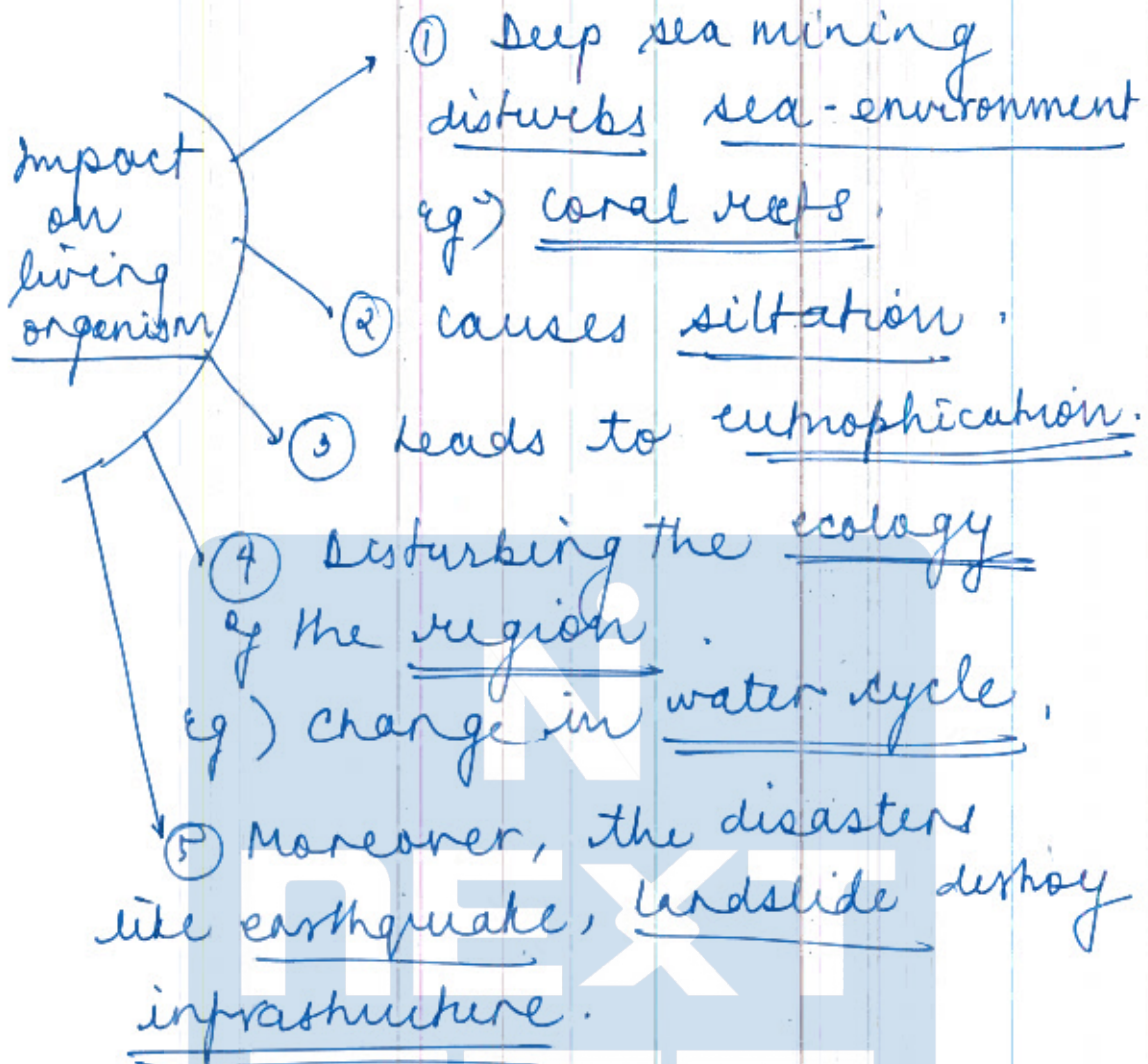 Impact
on
living
organism
① Deep sea mining
disturbs sea-environment
eg) coral reefs.
② causes siltation.
③ Leads to eutrophication.
④ Disturbing the ecology
of the region.
eg) change in water cycle.
⑤ Moreover, the disasters
like earthquake, landslide destroy
infrastructure.
N
NEXT